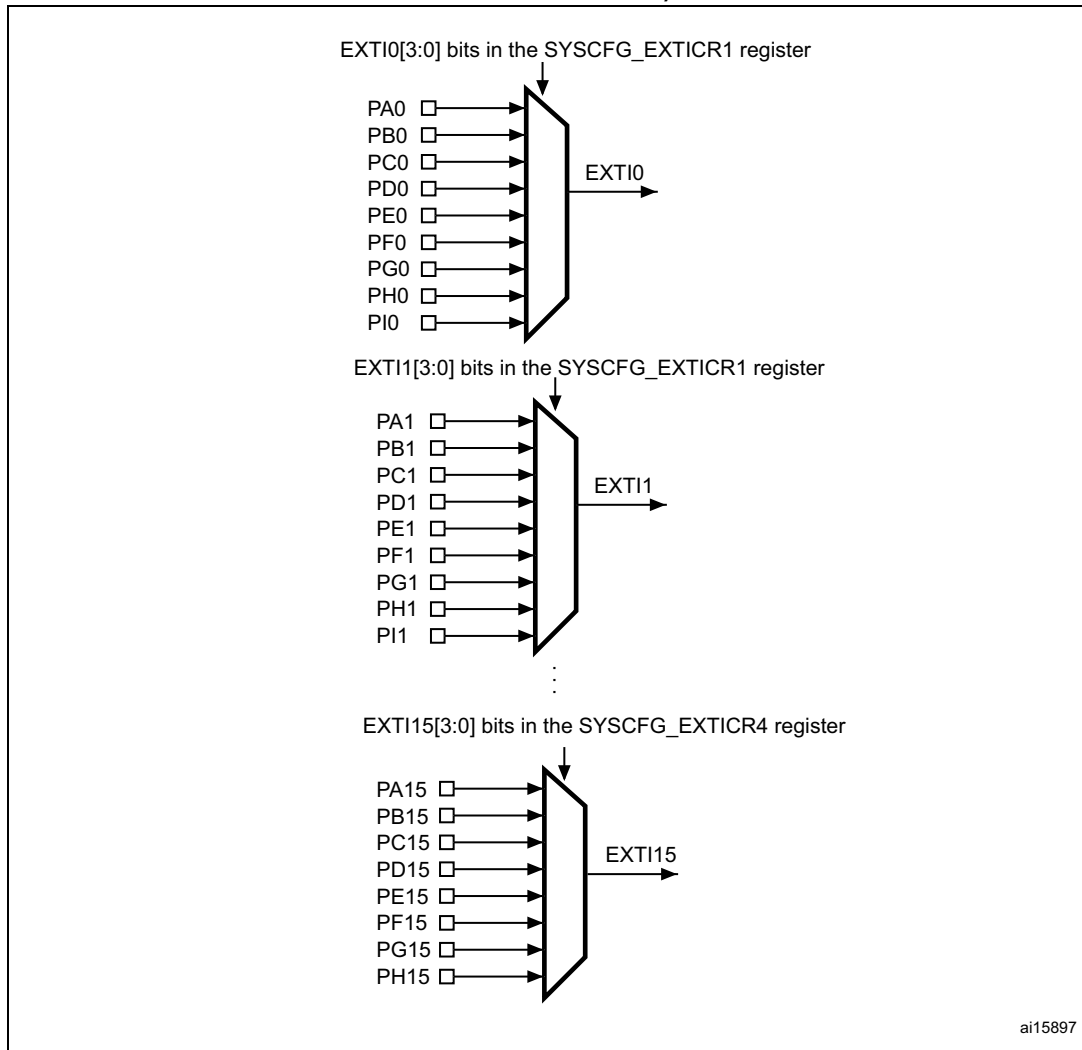 EXTI0[3:0] bits in the SYSCFG_EXTICR1 register
PA0
PB0
PC0
PD0
EXTI0
PE0
PF0
PG0
PH0
PI0
EXTI1[3:0] bits in the SYSCFG_EXTICR1 register
PA1
PB1
PC1
PD1
EXTI1
PE1
PF1
PG1
PH1
PI1
EXTI15[3:0] bits in the SYSCFG_EXTICR4 register
PA15
PB15
PC15
PD15
EXTI15
PE15
PF15
PG15
PH15
ai15897